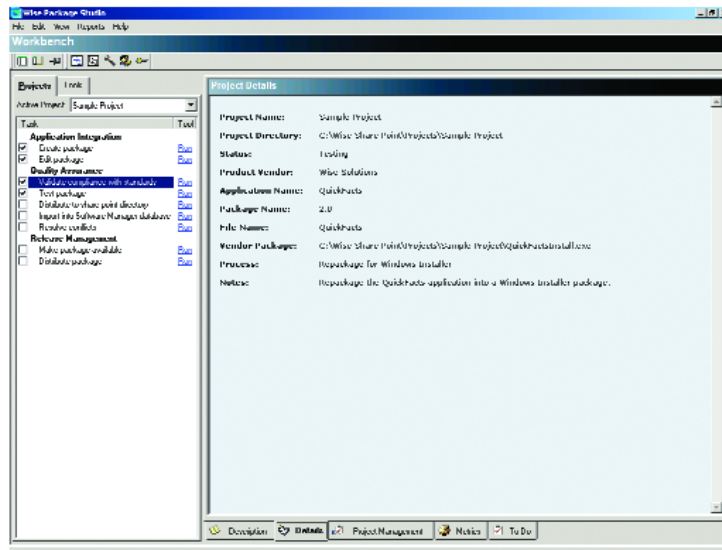 Wise Package Studio
File Edit View Reports Help
Workbench
Projects Tools
Active Project: Sample Project
Task Tool
Application Integration
Create package Run
Edit package Run
Quality Assurance
Validate compliance with standards Run
Test package Run
Distribute to share point directory Run
Import into Software Manager database Run
Resolve conflicts Run
Release Management
Make package available Run
Distribute package Run
Project Details
Project Name: Sample Project
Project Directory: C:\Wise Share Point\Projects\Sample Project
Status: Testing
Product Vendor: Wise Solutions
Application Name: QuickFacts
Package Name: 2.0
File Name: QuickFacts
Vendor Package: C:\Wise Share Point\Projects\Sample Project\QuickFactsInstall.exe
Process: Repackage for Windows Installer
Notes: Repackage the QuickFacts application into a Windows Installer package.
Description Details Project Management Metrics To Do